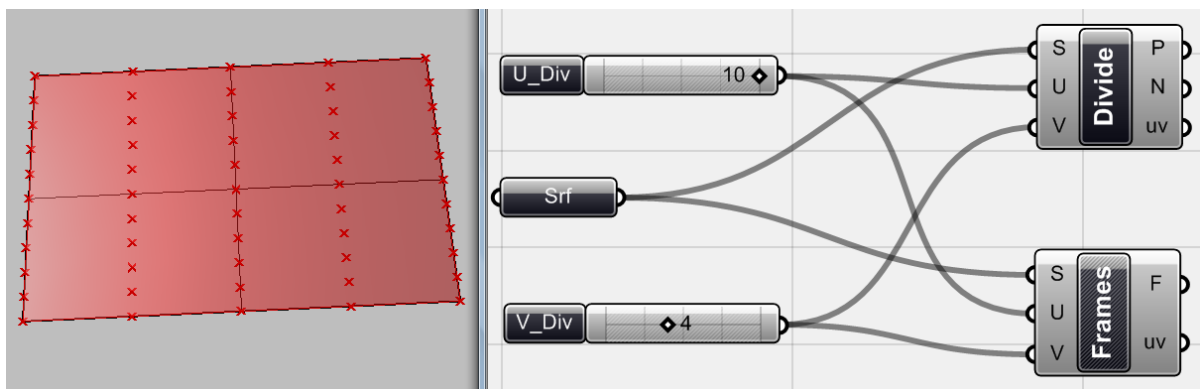 U_Div 10
Srf
V_Div 4
S P
U N
V uv
Divide
S F
U
V uv
Frames